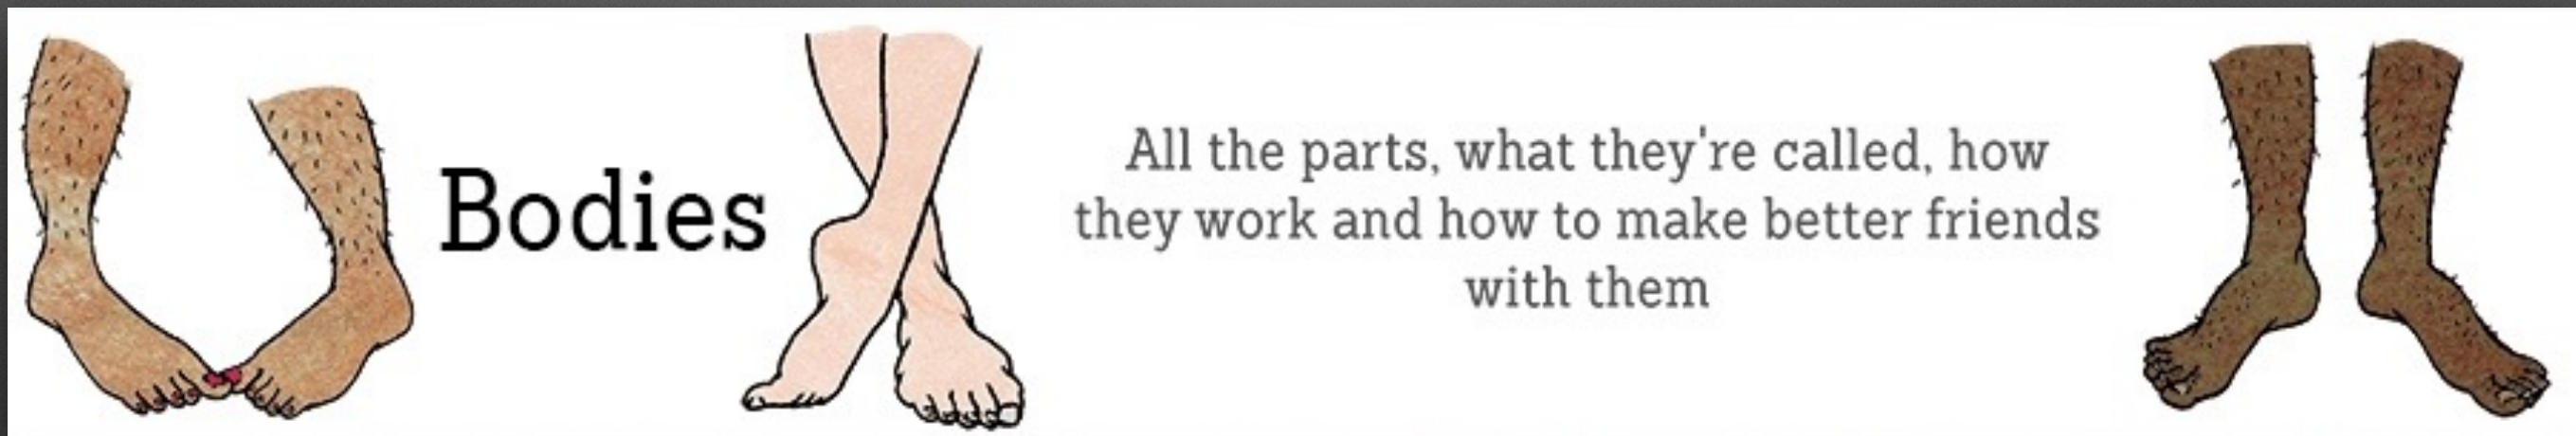 Bodies
All the parts, what they're called, how
they work and how to make better friends
with them